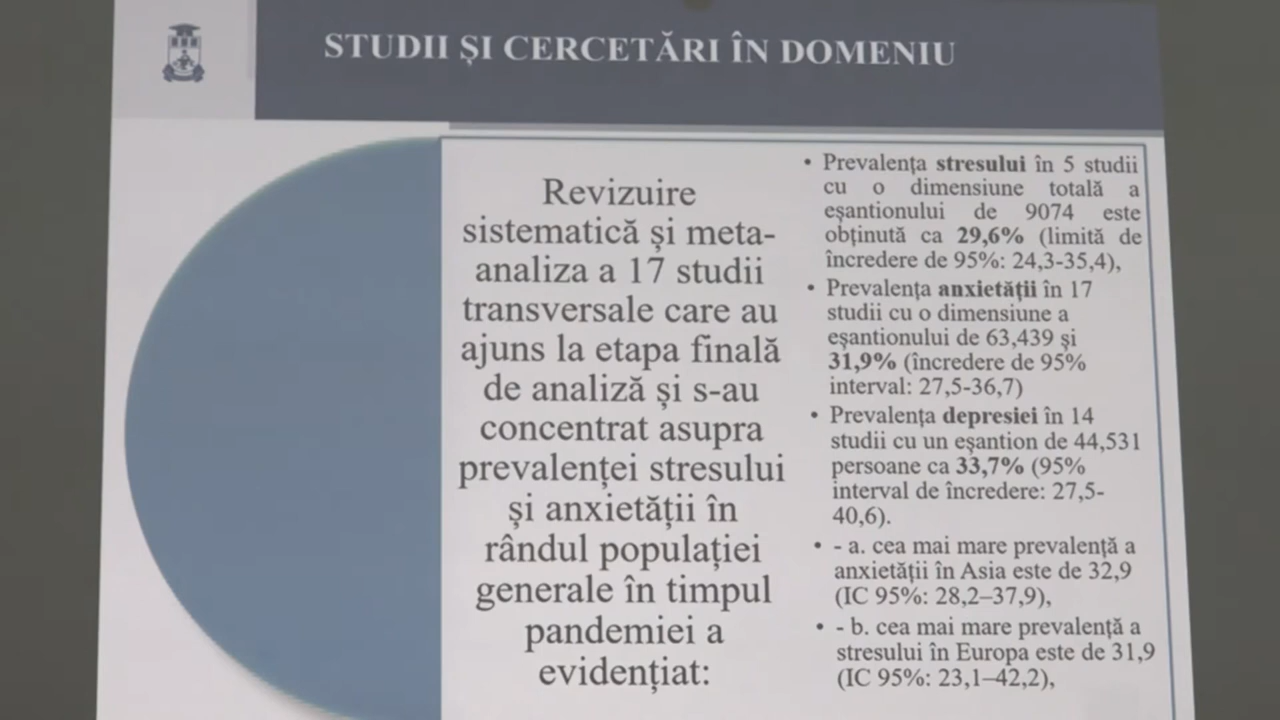 STUDII ȘI CERCETĂRI ÎN DOMENIU
Revizuire
sistematică și meta-
analiza a 17 studii
transversale care au
ajuns la etapa finală
de analiză și s-au
concentrat asupra
prevalenței stresului
și anxietății în
rândul populației
generale în timpul
pandemiei a
evidențiat:
• Prevalența stresului în 5 studii
cu o dimensiune totală a
eșantionului de 9074 este
obținută ca 29,6% (limită de
încredere de 95%: 24,3-35,4),
• Prevalența anxietății în 17
studii cu o dimensiune a
eșantionului de 63,439 și
31,9% (încredere de 95%
interval: 27,5-36,7)
• Prevalența depresiei în 14
studii cu un eșantion de 44,531
persoane ca 33,7% (95%
interval de încredere: 27,5-
40,6).
• - a. cea mai mare prevalență a
anxietății în Asia este de 32,9
(IC 95%: 28,2–37,9),
• - b. cea mai mare prevalență a
stresului în Europa este de 31,9
(IC 95%: 23,1–42,2),